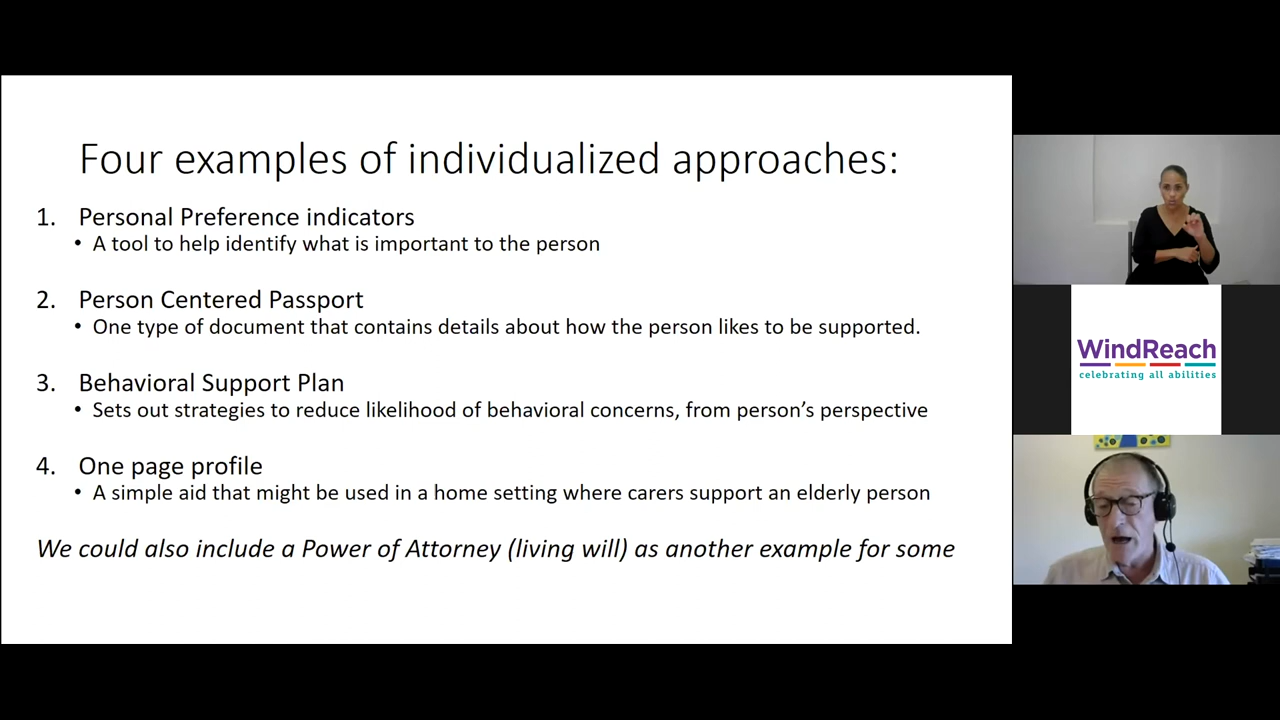 Four examples of individualized approaches:
1. Personal Preference indicators
• A tool to help identify what is important to the person
2. Person Centered Passport
• One type of document that contains details about how the person likes to be supported.
3. Behavioral Support Plan
• Sets out strategies to reduce likelihood of behavioral concerns, from person's perspective
4. One page profile
• A simple aid that might be used in a home setting where carers support an elderly person
We could also include a Power of Attorney (living will) as another example for some
WindReach
celebrating all abilities